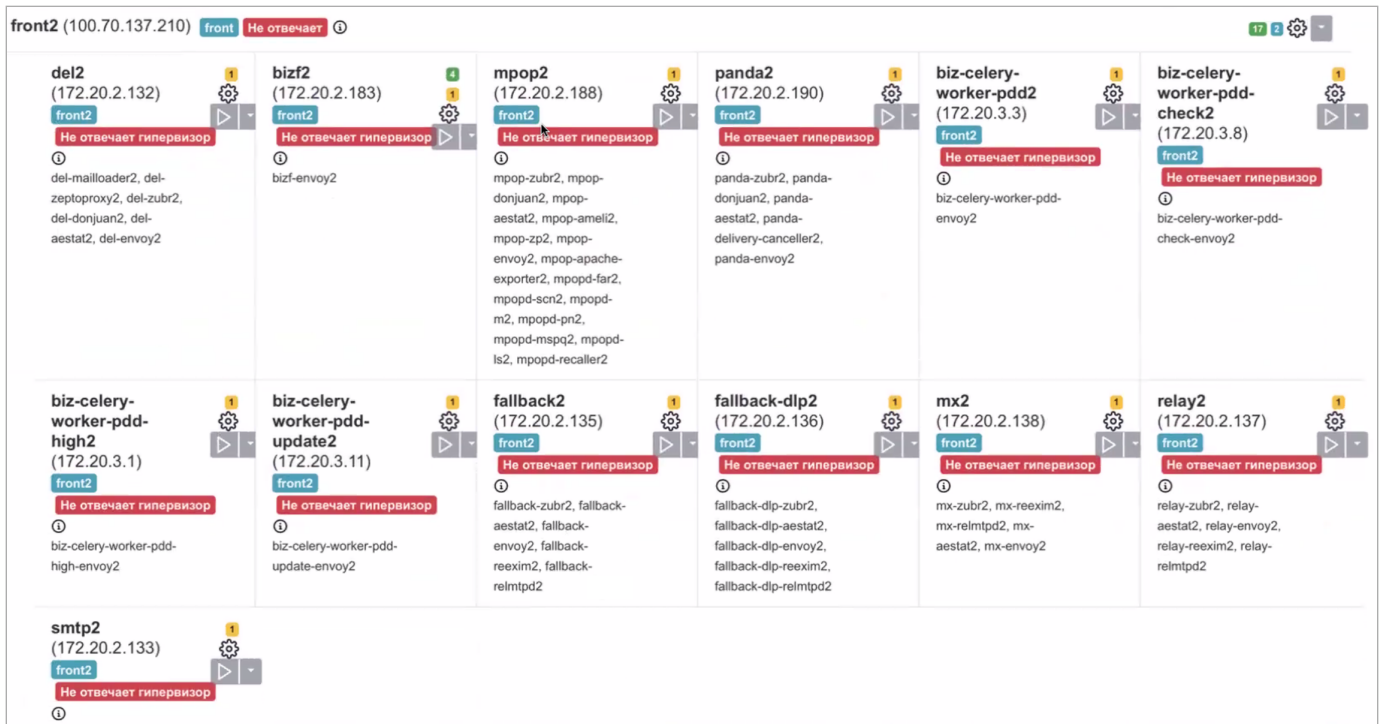 front2 (100.70.137.210) front Не отвечает
17 2
del2 1
(172.20.2.132)
front2
Не отвечает гипервизор
del-mailloader2, del-
zeptoproxy2, del-zubr2,
del-donjuan2, del-
aestat2, del-envoy2
bizf2 4
(172.20.2.183) 1
front2
Не отвечает гипервизор
bizf-envoy2
mpop2 1
(172.20.2.188)
front2
Не отвечает гипервизор
mpop-zubr2, mpop-
donjuan2, mpop-
aestat2, mpop-ameli2,
mpop-zp2, mpop-
envoy2, mpop-apache-
exporter2, mpopd-far2,
mpopd-scn2, mpopd-
m2, mpopd-pn2,
mpopd-mspq2, mpopd-
ls2, mpopd-recaller2
panda2 1
(172.20.2.190)
front2
Не отвечает гипервизор
panda-zubr2, panda-
donjuan2, panda-
aestat2, panda-
delivery-canceller2,
panda-envoy2
biz-celery- 1
worker-pdd2
(172.20.3.3)
front2
Не отвечает гипервизор
biz-celery-worker-pdd-
envoy2
biz-celery- 1
worker-pdd-
check2
(172.20.3.8)
front2
Не отвечает гипервизор
biz-celery-worker-pdd-
check-envoy2
biz-celery- 1
worker-pdd-
high2
(172.20.3.1)
front2
Не отвечает гипервизор
biz-celery-worker-pdd-
high-envoy2
biz-celery- 1
worker-pdd-
update2
(172.20.3.11)
front2
Не отвечает гипервизор
biz-celery-worker-pdd-
update-envoy2
fallback2 1
(172.20.2.135)
front2
Не отвечает гипервизор
fallback-zubr2, fallback-
aestat2, fallback-
envoy2, fallback-
reexim2, fallback-
relmtpd2
fallback-dlp2 1
(172.20.2.136)
front2
Не отвечает гипервизор
fallback-dlp-zubr2,
fallback-dlp-aestat2,
fallback-dlp-envoy2,
fallback-dlp-reexim2,
fallback-dlp-relmtpd2
mx2 1
(172.20.2.138)
front2
Не отвечает гипервизор
mx-zubr2, mx-reexim2,
mx-relmtpd2, mx-
aestat2, mx-envoy2
relay2 1
(172.20.2.137)
front2
Не отвечает гипервизор
relay-zubr2, relay-
aestat2, relay-envoy2,
relay-reexim2, relay-
relmtpd2
smtp2 1
(172.20.2.133)
front2
Не отвечает гипервизор